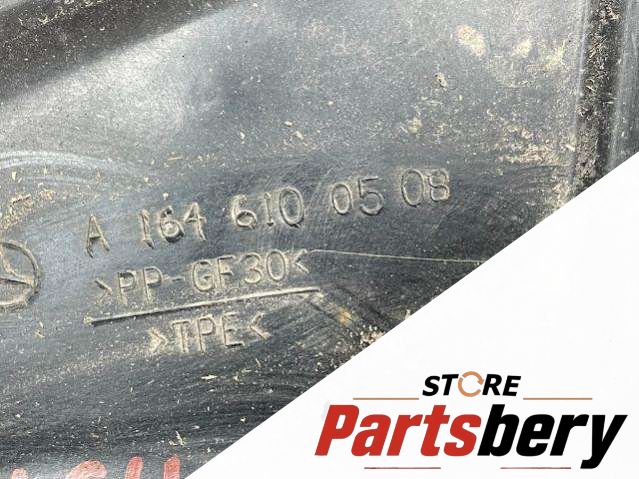 A 164 610 05 08
>PP-GF30<
>TPE<
STORE
Partsbery